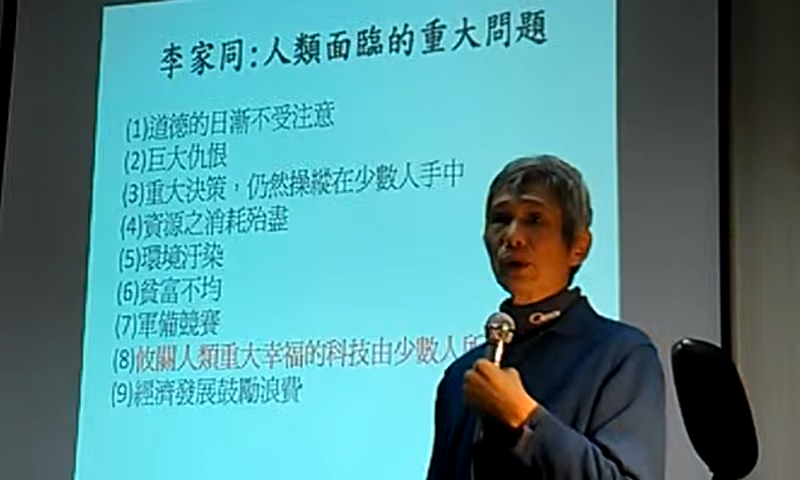 李家同:人類面臨的重大問題
(1)道德的日漸不受注意
(2)巨大仇恨
(3)重大決策，仍然操縱在少數人手中
(4)資源之消耗殆盡
(5)環境汙染
(6)貧富不均
(7)軍備競賽
(8)攸關人類重大幸福的科技由少數人
(9)經濟發展鼓勵浪費